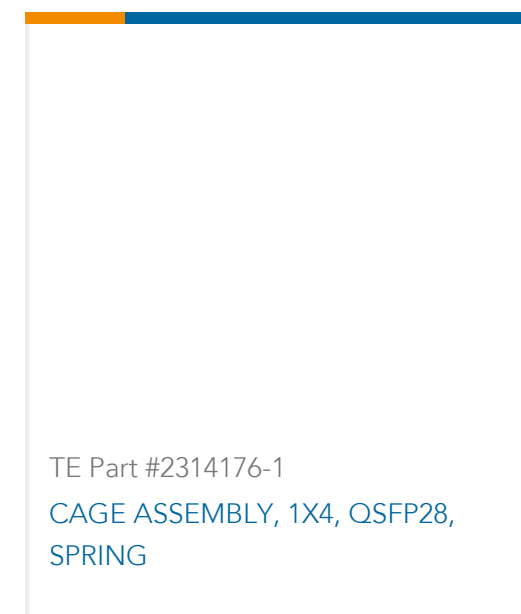 TE Part #2314176-1
CAGE ASSEMBLY, 1X4, QSFP28,
SPRING